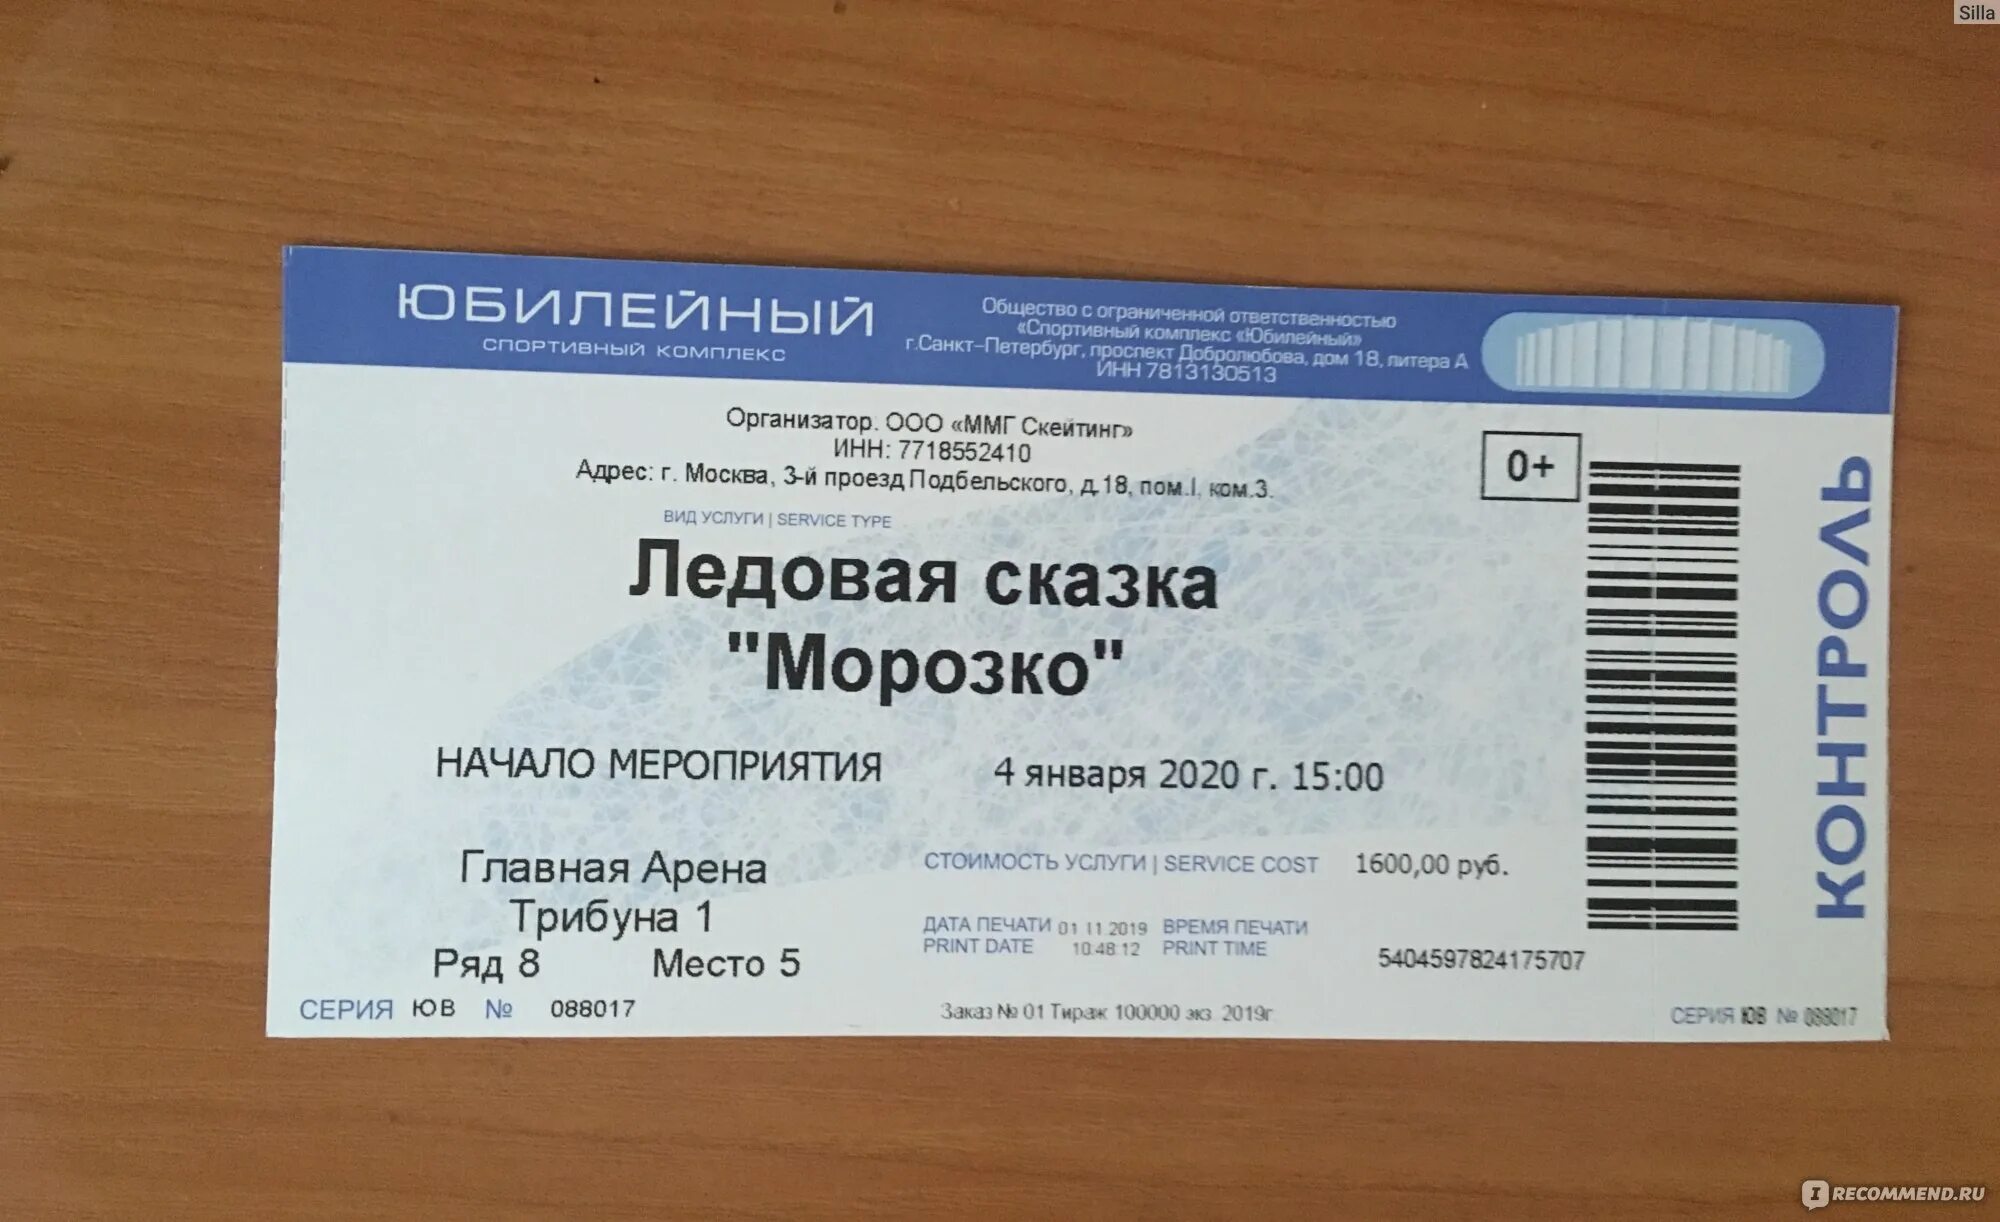 Silla
ЮБИЛЕЙНЫЙ
СПОРТИВНЫЙ КОМПЛЕКС
Общество с ограниченной ответственностью
«Спортивный комплекс «Юбилейный»
г.Санкт-Петербург, проспект Добролюбова, дом 18, литера А
ИНН 7813130513
Организатор: ООО «ММГ Скейтинг»
ИНН: 7718552410
Адрес: г. Москва, 3-й проезд Подбельского, д.18, пом.I, ком.3.
0+
ВИД УСЛУГИ | SERVICE TYPE
Ледовая сказка
"Морозко"
НАЧАЛО МЕРОПРИЯТИЯ 4 января 2020 г. 15:00
Главная Арена
Трибуна 1
Ряд 8 Место 5
СЕРИЯ ЮВ № 088017
СТОИМОСТЬ УСЛУГИ | SERVICE COST 1600,00 руб.
ДАТА ПЕЧАТИ 01 11 2019 ВРЕМЯ ПЕЧАТИ
PRINT DATE 10:48:12 PRINT TIME
5404597824175707
Заказ № 01 Тираж 100000 экз 2019г
КОНТРОЛЬ
СЕРИЯ ЮВ № 088017
IRECOMMEND.RU